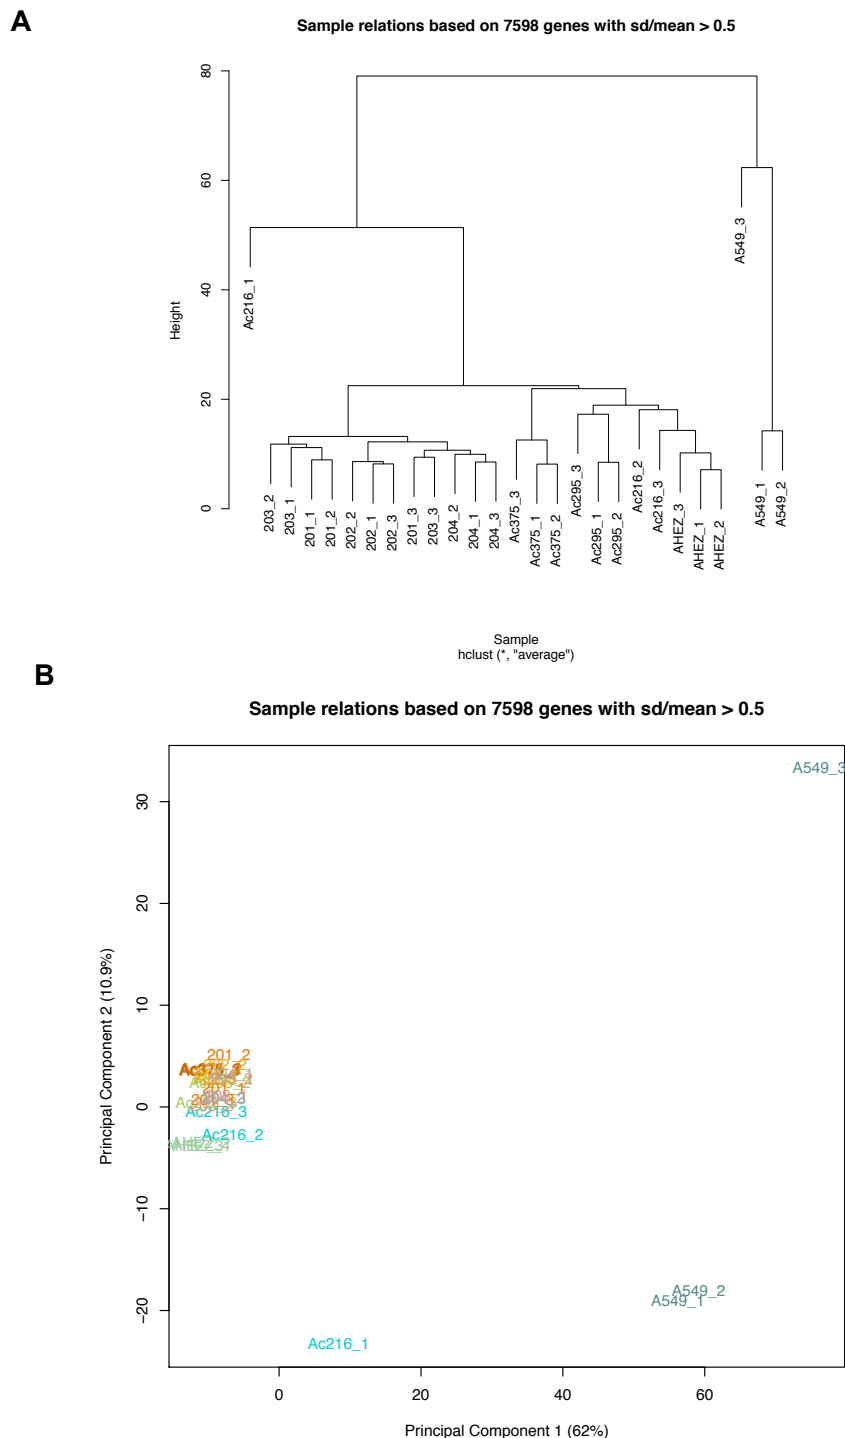 A
Sample relations based on 7598 genes with sd/mean > 0.5
80
60
40
20
0
Height
Ac216_1
203_2
203_1
201_1
201_2
202_2
202_1
202_3
201_3
203_3
204_2
204_1
204_3
Ac375_3
Ac375_1
Ac375_2
Ac295_3
Ac295_1
Ac295_2
Ac216_2
Ac216_3
AHEZ_3
AHEZ_1
AHEZ_2
A549_3
A549_1
A549_2
Sample
hclust (*, "average")
B
Sample relations based on 7598 genes with sd/mean > 0.5
A549_3
30
20
10
0
−10
−20
Principal Component 2 (10.9%)
201_2
201_1
Ac216_3
Ac216_2
A549_2
A549_1
Ac216_1
0
20
40
60
Principal Component 1 (62%)